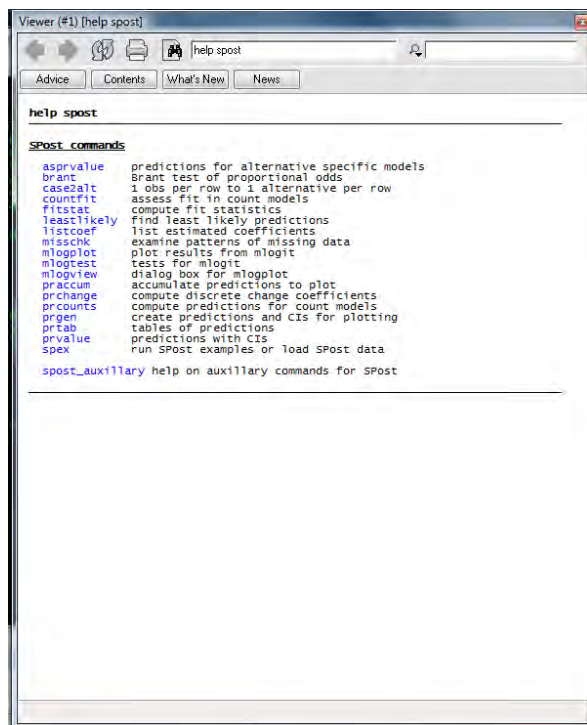 Viewer (#1) [help spost]
help spost
Advice Contents What's New News
help spost
SPost commands
asprvalue predictions for alternative specific models
brant Brant test of proportional odds
case2alt 1 obs per row to 1 alternative per row
countfit assess fit in count models
fitstat compute fit statistics
leastlikely find least likely predictions
listcoef list estimated coefficients
misschk examine patterns of missing data
mlogplot plot results from mlogit
mlogtest tests for mlogit
mlogview dialog box for mlogplot
praccum accumulate predictions to plot
prchange compute discrete change coefficients
prcounts compute predictions for count models
prgen create predictions and CIs for plotting
prtab tables of predictions
prvalue predictions with CIs
spex run SPost examples or load SPost data
spost_auxillary help on auxillary commands for SPost